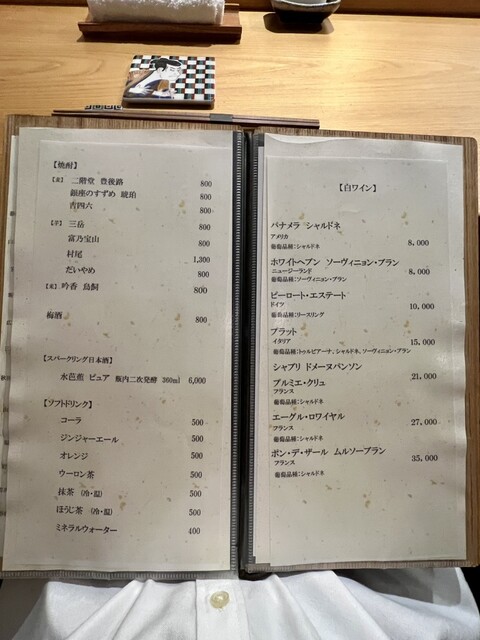 【焼酎】
【麦】 二階堂 豊後路 800
銀座のすずめ 琥珀 800
吉四六 800
【芋】 三岳 800
富乃宝山 800
村尾 1,300
だいやめ 800
【米】 吟香 鳥飼 800
梅酒 800
【スパークリング日本酒】
水芭蕉 ピュア 瓶内二次発酵 360ml 6,000
【ソフトドリンク】
コーラ 500
ジンジャーエール 500
オレンジ 500
ウーロン茶 500
抹茶 (冷・温) 500
ほうじ茶 (冷・温) 500
ミネラルウォーター 400
【白ワイン】
パナメラ シャルドネ
アメリカ 8,000
葡萄品種:シャルドネ
ホワイトヘブン ソーヴィニョン・ブラン
ニュージーランド 8,000
葡萄品種:ソーヴィニョン・ブラン
ピーロート・エステート
ドイツ 10,000
葡萄品種:リースリング
プラット
イタリア 15,000
葡萄品種:トゥルビアーナ、シャルドネ、ソーヴィニョン・ブラン
シャブリ ドメーヌパンソン
プルミエ・クリュ 21,000
フランス
葡萄品種:シャルドネ
エーグル・ロワイヤル 27,000
フランス
葡萄品種:シャルドネ
ボン・デ・ザール ムルソーブラン 35,000
フランス
葡萄品種:シャルドネ